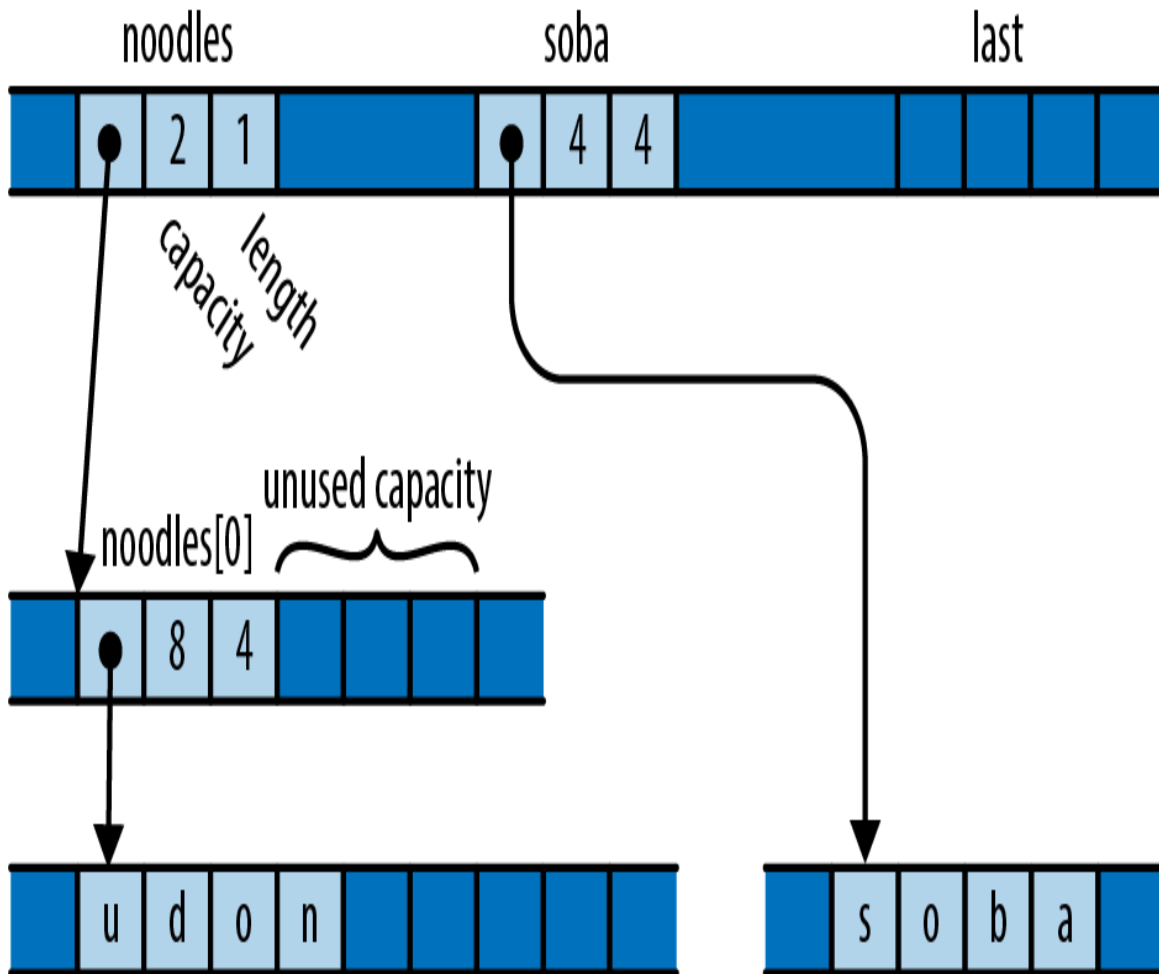 noodles soba last
2 1 4 4
capacity length
unused capacity
noodles[0]
8 4
u d o n s o b a